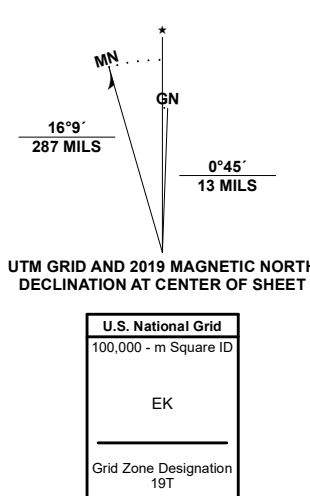 ★
MN
GN
16°9´
287 MILS
0°45´
13 MILS
UTM GRID AND 2019 MAGNETIC NORTH
DECLINATION AT CENTER OF SHEET
U.S. National Grid
100,000 - m Square ID
EK
Grid Zone Designation
19T